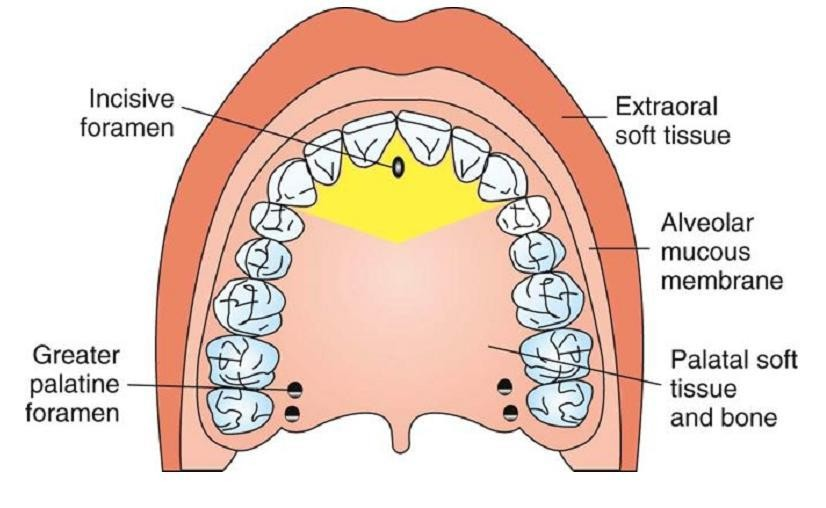 Incisive
foramen
Extraoral
soft tissue
Alveolar
mucous
membrane
Greater
palatine
foramen
Palatal soft
tissue
and bone